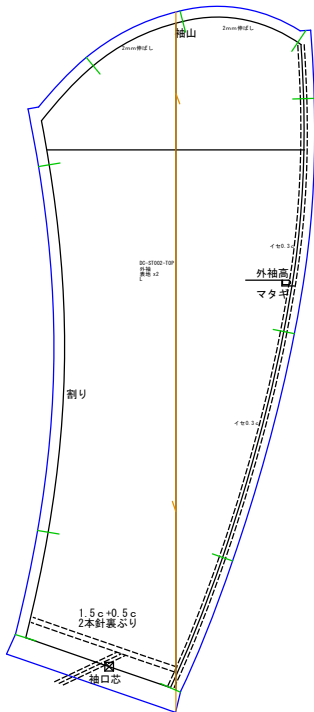 袖山
2mm伸ばし
2mm伸ばし
イセ0.3c
DC-ST002-TOP
外袖
表地 x2
L
外袖高
マタギ
割り
イセ0.3c
1.5c+0.5c
2本針裏ぶり
袖口芯